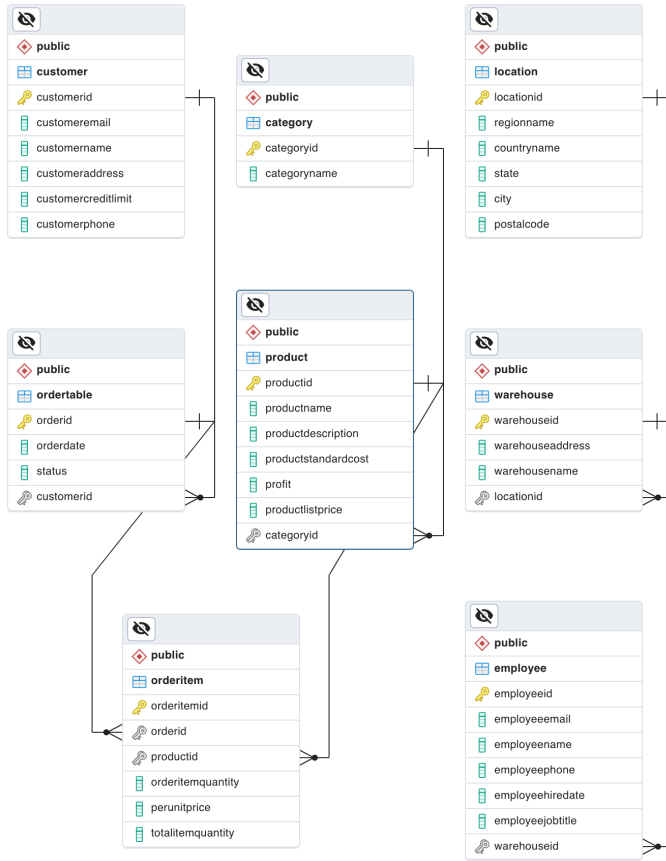 public
customer
customerid
customeremail
customername
customeraddress
customercreditlimit
customerphone
public
category
categoryid
categoryname
public
location
locationid
regionname
countryname
state
city
postalcode
public
ordertable
orderid
orderdate
status
customerid
public
product
productid
productname
productdescription
productstandardcost
profit
productlistprice
categoryid
public
warehouse
warehouseid
warehouseaddress
warehousename
locationid
public
orderitem
orderitemid
orderid
productid
orderitemquantity
perunitprice
totalitemquantity
public
employee
employeeid
employeeemail
employeename
employeephone
employeehiredate
employeejobtitle
warehouseid